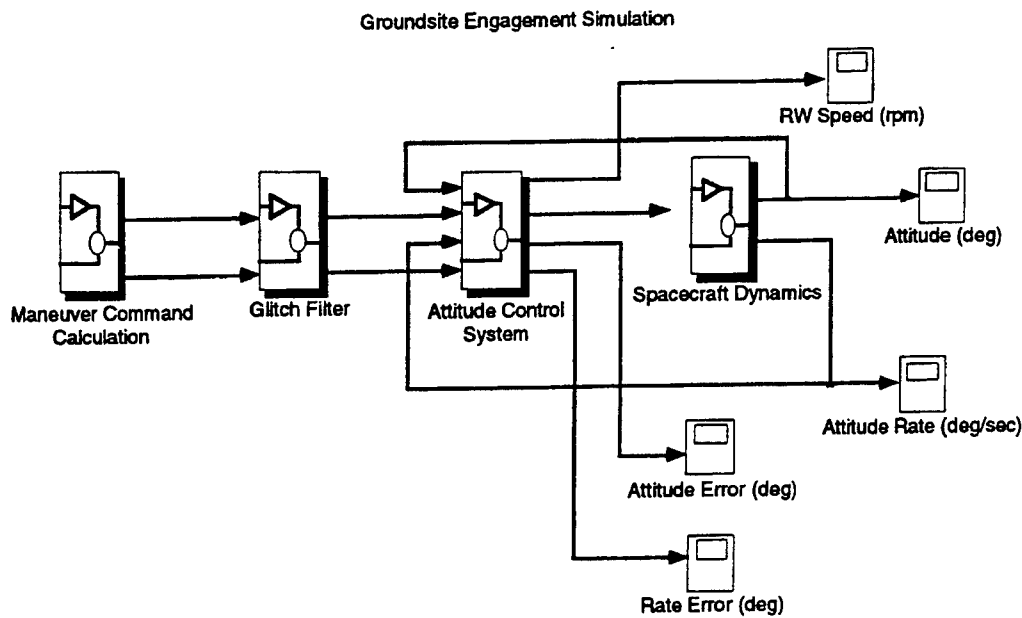 Groundsite Engagement Simulation
RW Speed (rpm)
Attitude (deg)
Maneuver Command
Calculation
Glitch Filter
Attitude Control
System
Spacecraft Dynamics
Attitude Rate (deg/sec)
Attitude Error (deg)
Rate Error (deg)